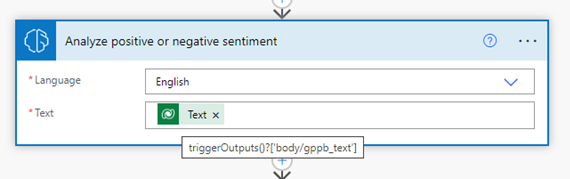 Analyze positive or negative sentiment
* Language
English
* Text
Text ×
triggerOutputs()?['body/gppb_text']